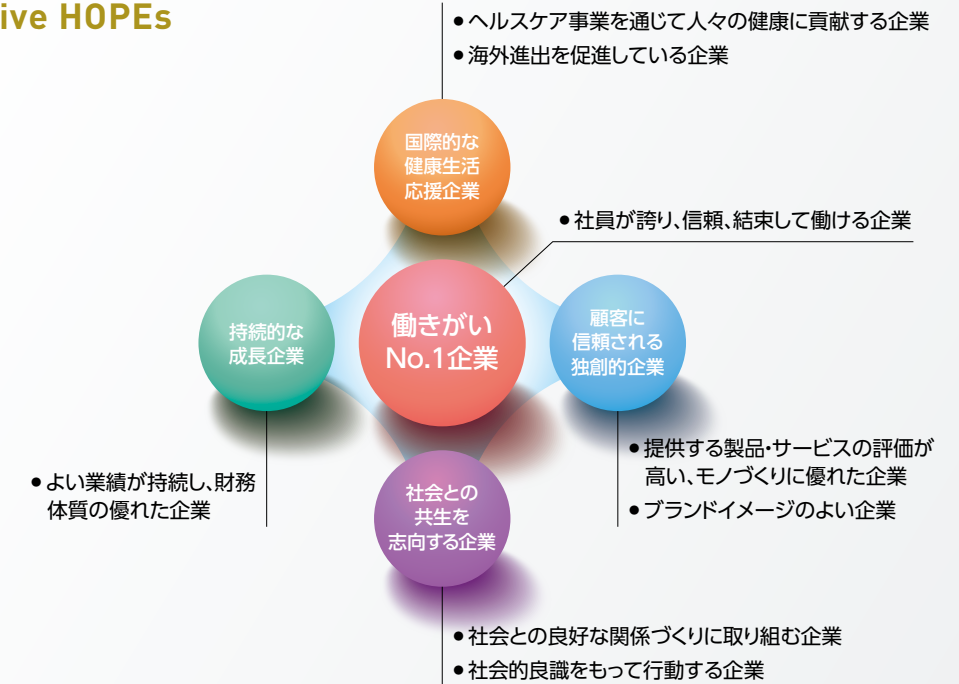 ive HOPEs
●ヘルスケア事業を通じて人々の健康に貢献する企業
●海外進出を促進している企業
国際的な
健康生活
応援企業
●社員が誇り、信頼、結束して働ける企業
持続的な
成長企業
働きがい
No.1企業
顧客に
信頼される
独創的企業
●よい業績が持続し、財務
体質の優れた企業
●提供する製品・サービスの評価が
高い、モノづくりに優れた企業
●ブランドイメージのよい企業
社会との
共生を
志向する企業
●社会との良好な関係づくりに取り組む企業
●社会的良識をもって行動する企業